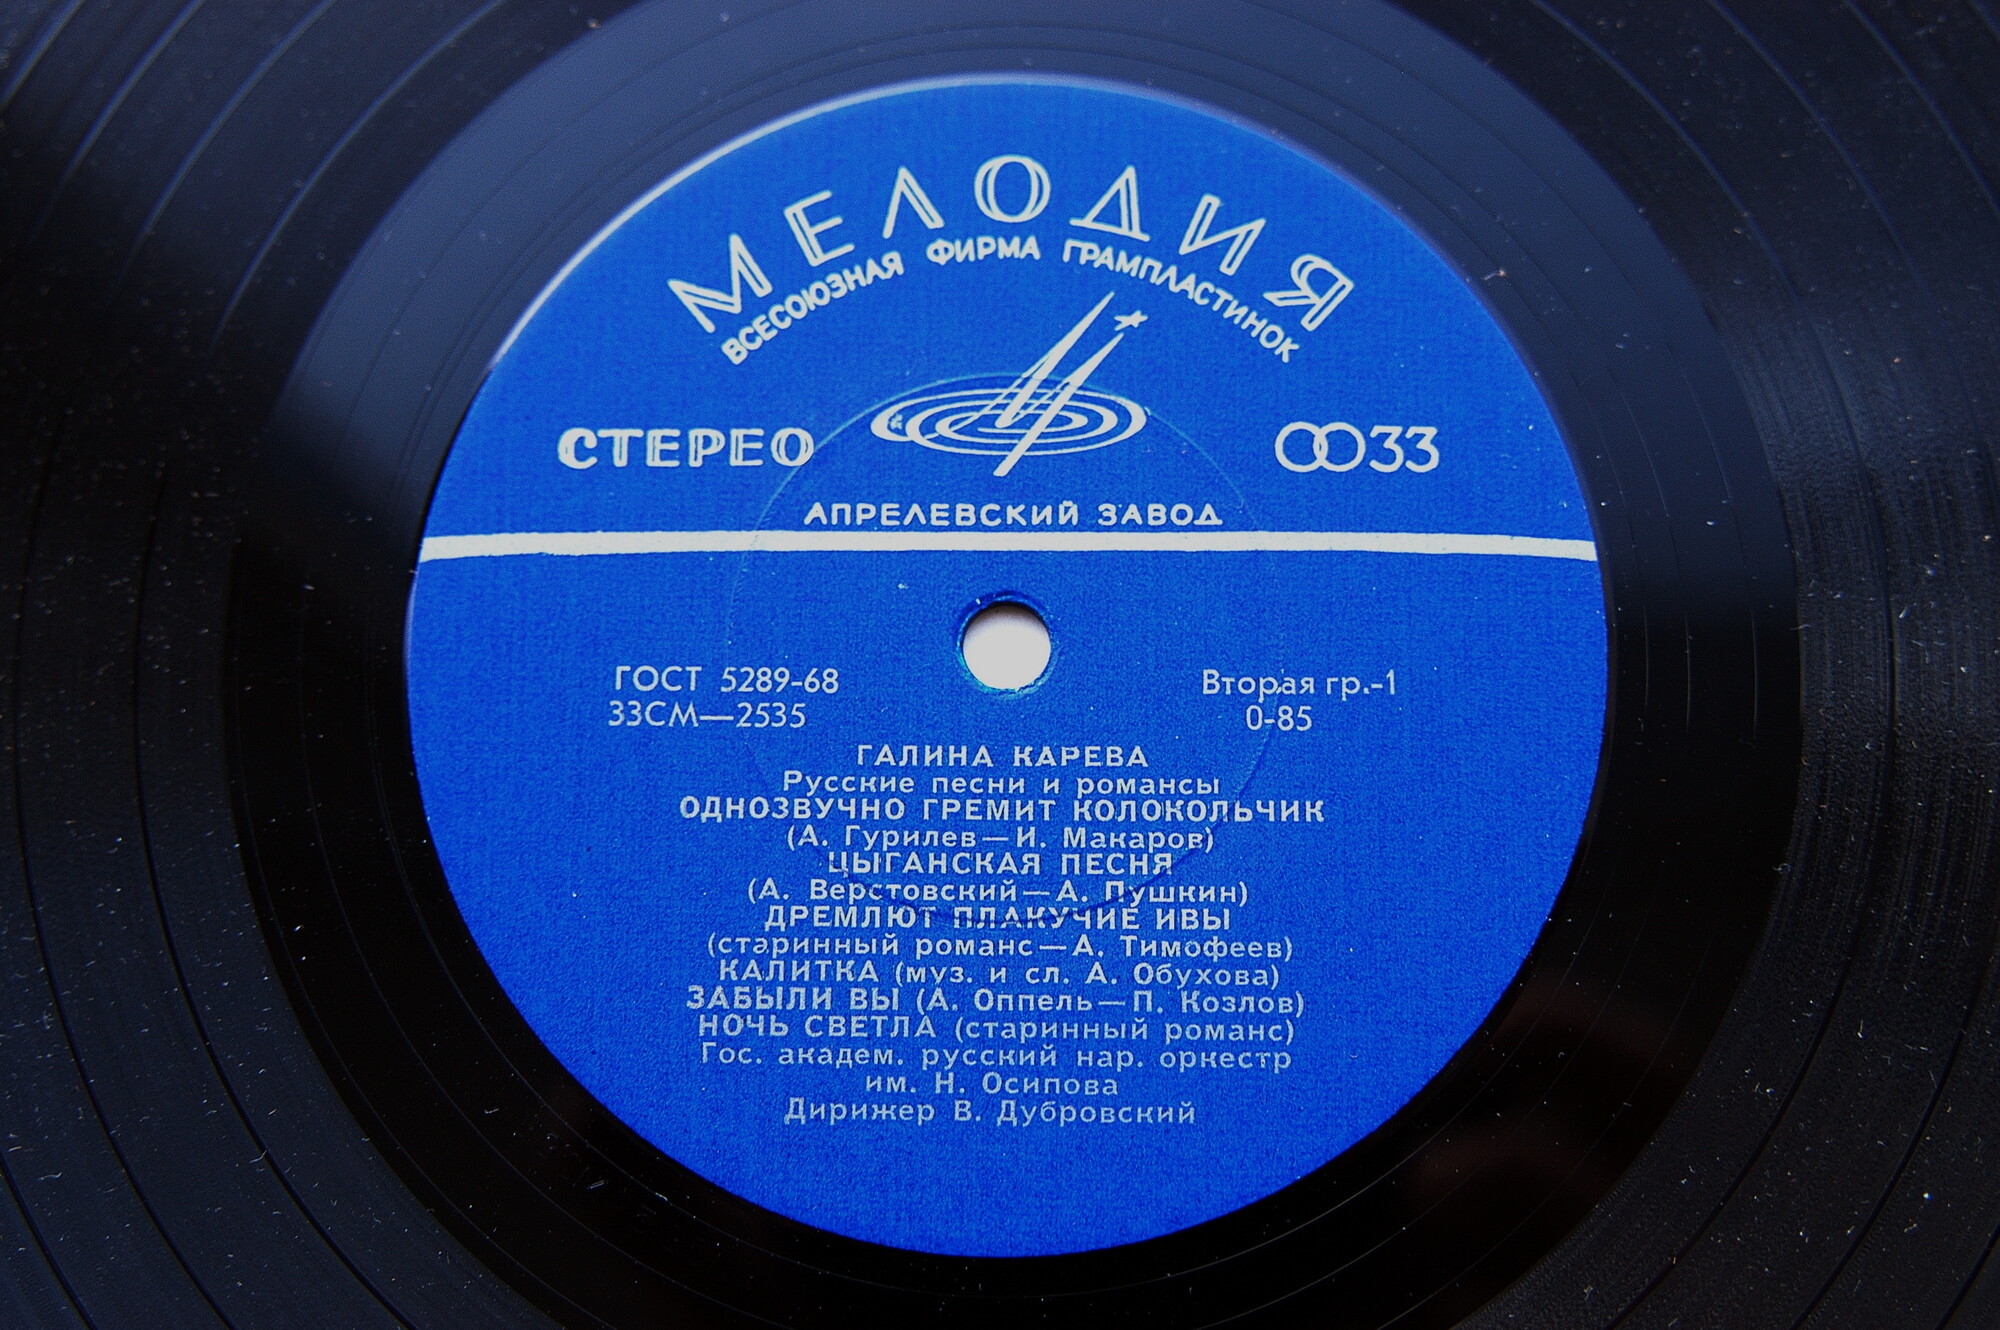 МЕЛОДИЯ
ВСЕСОЮЗНАЯ ФИРМА ГРАМПЛАСТИНОК
СТЕРЕО
33
АПРЕЛЕВСКИЙ ЗАВОД
ГОСТ 5289-68
33СМ—2535
Вторая гр.-1
0-85
ГАЛИНА КАРЕВА
Русские песни и романсы
ОДНОЗВУЧНО ГРЕМИТ КОЛОКОЛЬЧИК
(А. Гурилев—И. Макаров)
ЦЫГАНСКАЯ ПЕСНЯ
(А. Верстовский—А. Пушкин)
ДРЕМЛЮТ ПЛАКУЧИЕ ИВЫ
(старинный романс—А. Тимофеев)
КАЛИТКА (муз. и сл. А. Обухова)
ЗАБЫЛИ ВЫ (А. Оппель—П. Козлов)
НОЧЬ СВЕТЛА (старинный романс)
Гос. академ. русский нар. оркестр
им. Н. Осипова
Дирижер В. Дубровский